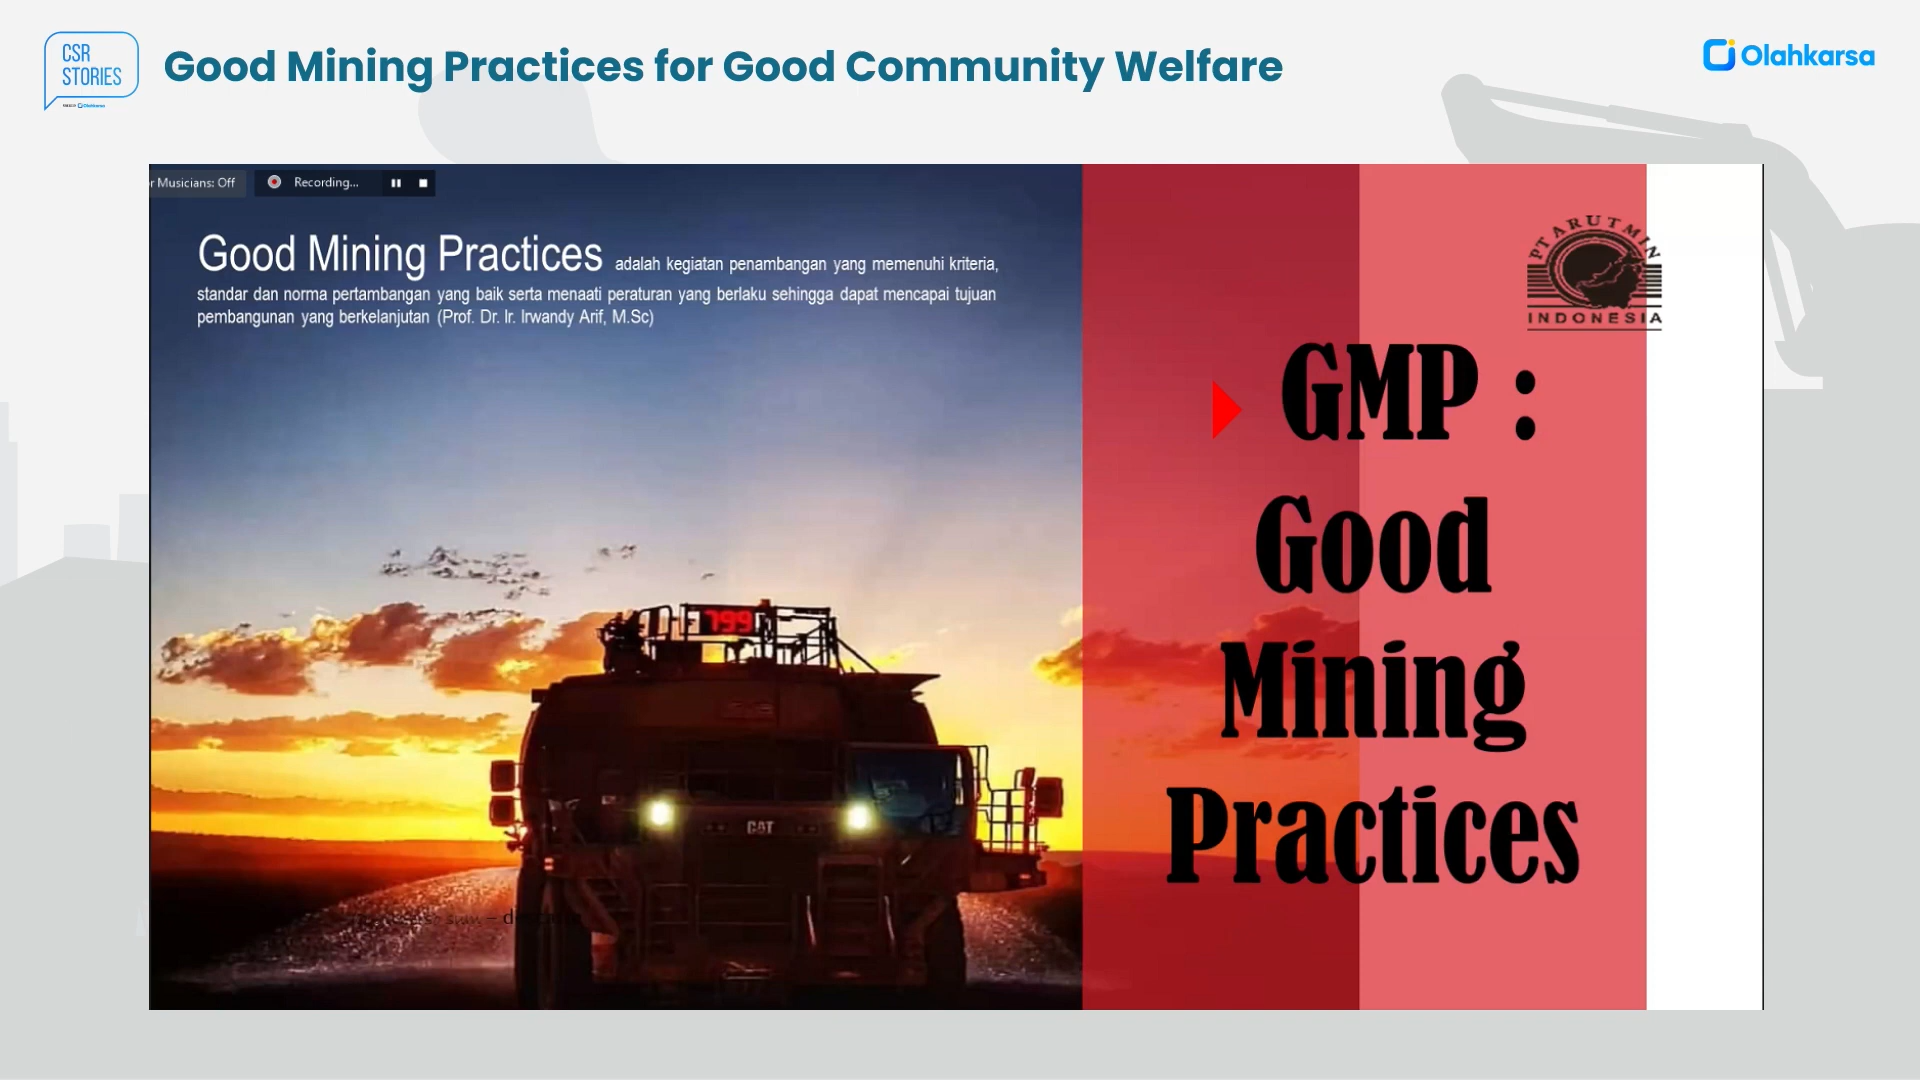 CSR
STORIES
Good Mining Practices for Good Community Welfare
Olahkarsa
r Musicians: Off
Recording...
Good Mining Practices adalah kegiatan penambangan yang memenuhi kriteria,
standar dan norma pertambangan yang baik serta menaati peraturan yang berlaku sehingga dapat mencapai tujuan
pembangunan yang berkelanjutan (Prof. Dr. Ir. Irwandy Arif, M.Sc)
PT ARUTMIN
INDONESIA
GMP :
Good
Mining
Practices
799
CAT